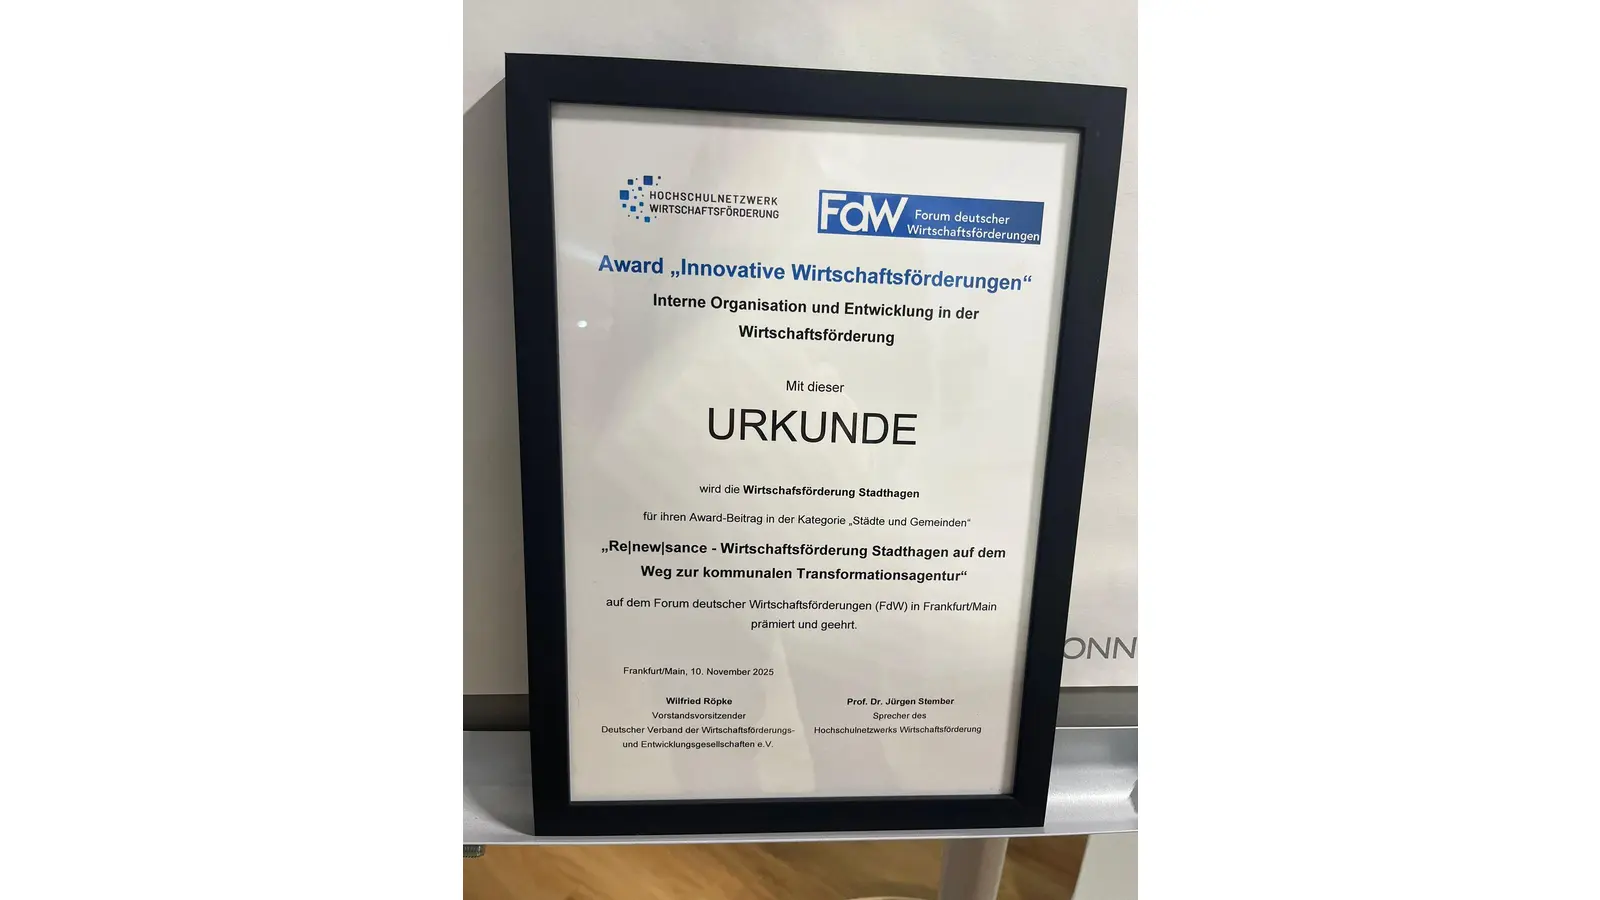 HOCHSCHULNETZWERK
WIRTSCHAFTSFÖRDERUNG
FdW Forum deutscher
Wirtschaftsförderungen
Award „Innovative Wirtschaftsförderungen“
Interne Organisation und Entwicklung in der
Wirtschaftsförderung
Mit dieser
URKUNDE
wird die Wirtschafsförderung Stadthagen
für ihren Award-Beitrag in der Kategorie „Städte und Gemeinden“
„Re|new|sance - Wirtschaftsförderung Stadthagen auf dem
Weg zur kommunalen Transformationsagentur“
auf dem Forum deutscher Wirtschaftsförderungen (FdW) in Frankfurt/Main
prämiert und geehrt.
Frankfurt/Main, 10. November 2025
Wilfried Röpke
Vorstandsvorsitzender
Deutscher Verband der Wirtschaftsförderungs-
und Entwicklungsgesellschaften e.V.
Prof. Dr. Jürgen Stember
Sprecher des
Hochschulnetzwerks Wirtschaftsförderung
ONN